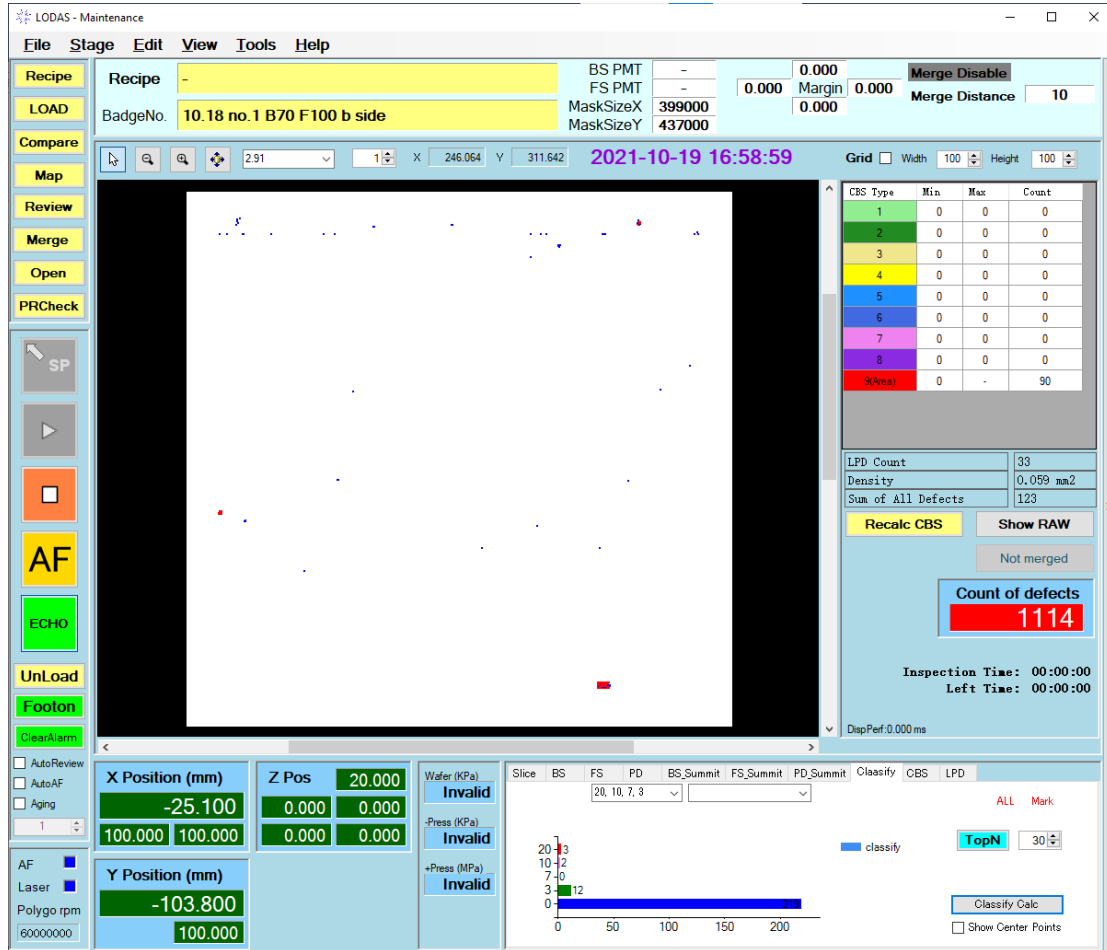 LODAS - Maintenance
File Stage Edit View Tools Help
Recipe
LOAD
Compare
Map
Review
Merge
Open
PRCheck
SP
AF
ECHO
UnLoad
Footon
ClearAlarm
AutoReview
AutoAF
Aging
1
AF
Laser
Polygo rpm
60000000
Recipe -
BadgeNo. 10.18 no.1 B70 F100 b side
BS PMT -
FS PMT -
MaskSizeX 399000
MaskSizeY 437000
0.000
0.000 Margin 0.000
0.000
Merge Disable
Merge Distance 10
2.91 1 X 246.064 Y 311.642 2021-10-19 16:58:59 Grid Width 100 Height 100
CBS Type Min Max Count
1 0 0 0
2 0 0 0
3 0 0 0
4 0 0 0
5 0 0 0
6 0 0 0
7 0 0 0
8 0 0 0
9(Area) 0 - 90
LPD Count 33
Density 0.059 mm2
Sum of All Defects 123
Recalc CBS Show RAW
Not merged
Count of defects
1114
Inspection Time: 00:00:00
Left Time: 00:00:00
DispPerf:0.000 ms
X Position (mm)
-25.100
100.000 100.000
Y Position (mm)
-103.800
100.000
Z Pos 20.000
0.000 0.000
0.000 0.000
Wafer (KPa)
Invalid
-Press (KPa)
Invalid
+Press (MPa)
Invalid
Slice BS FS PD BS_Summit FS_Summit PD_Summit Claasify CBS LPD
20, 10, 7, 3
ALL Mark
TopN 30
classify
20 3
10 2
7 0
3 12
0
0 50 100 150 200
Classify Calc
Show Center Points